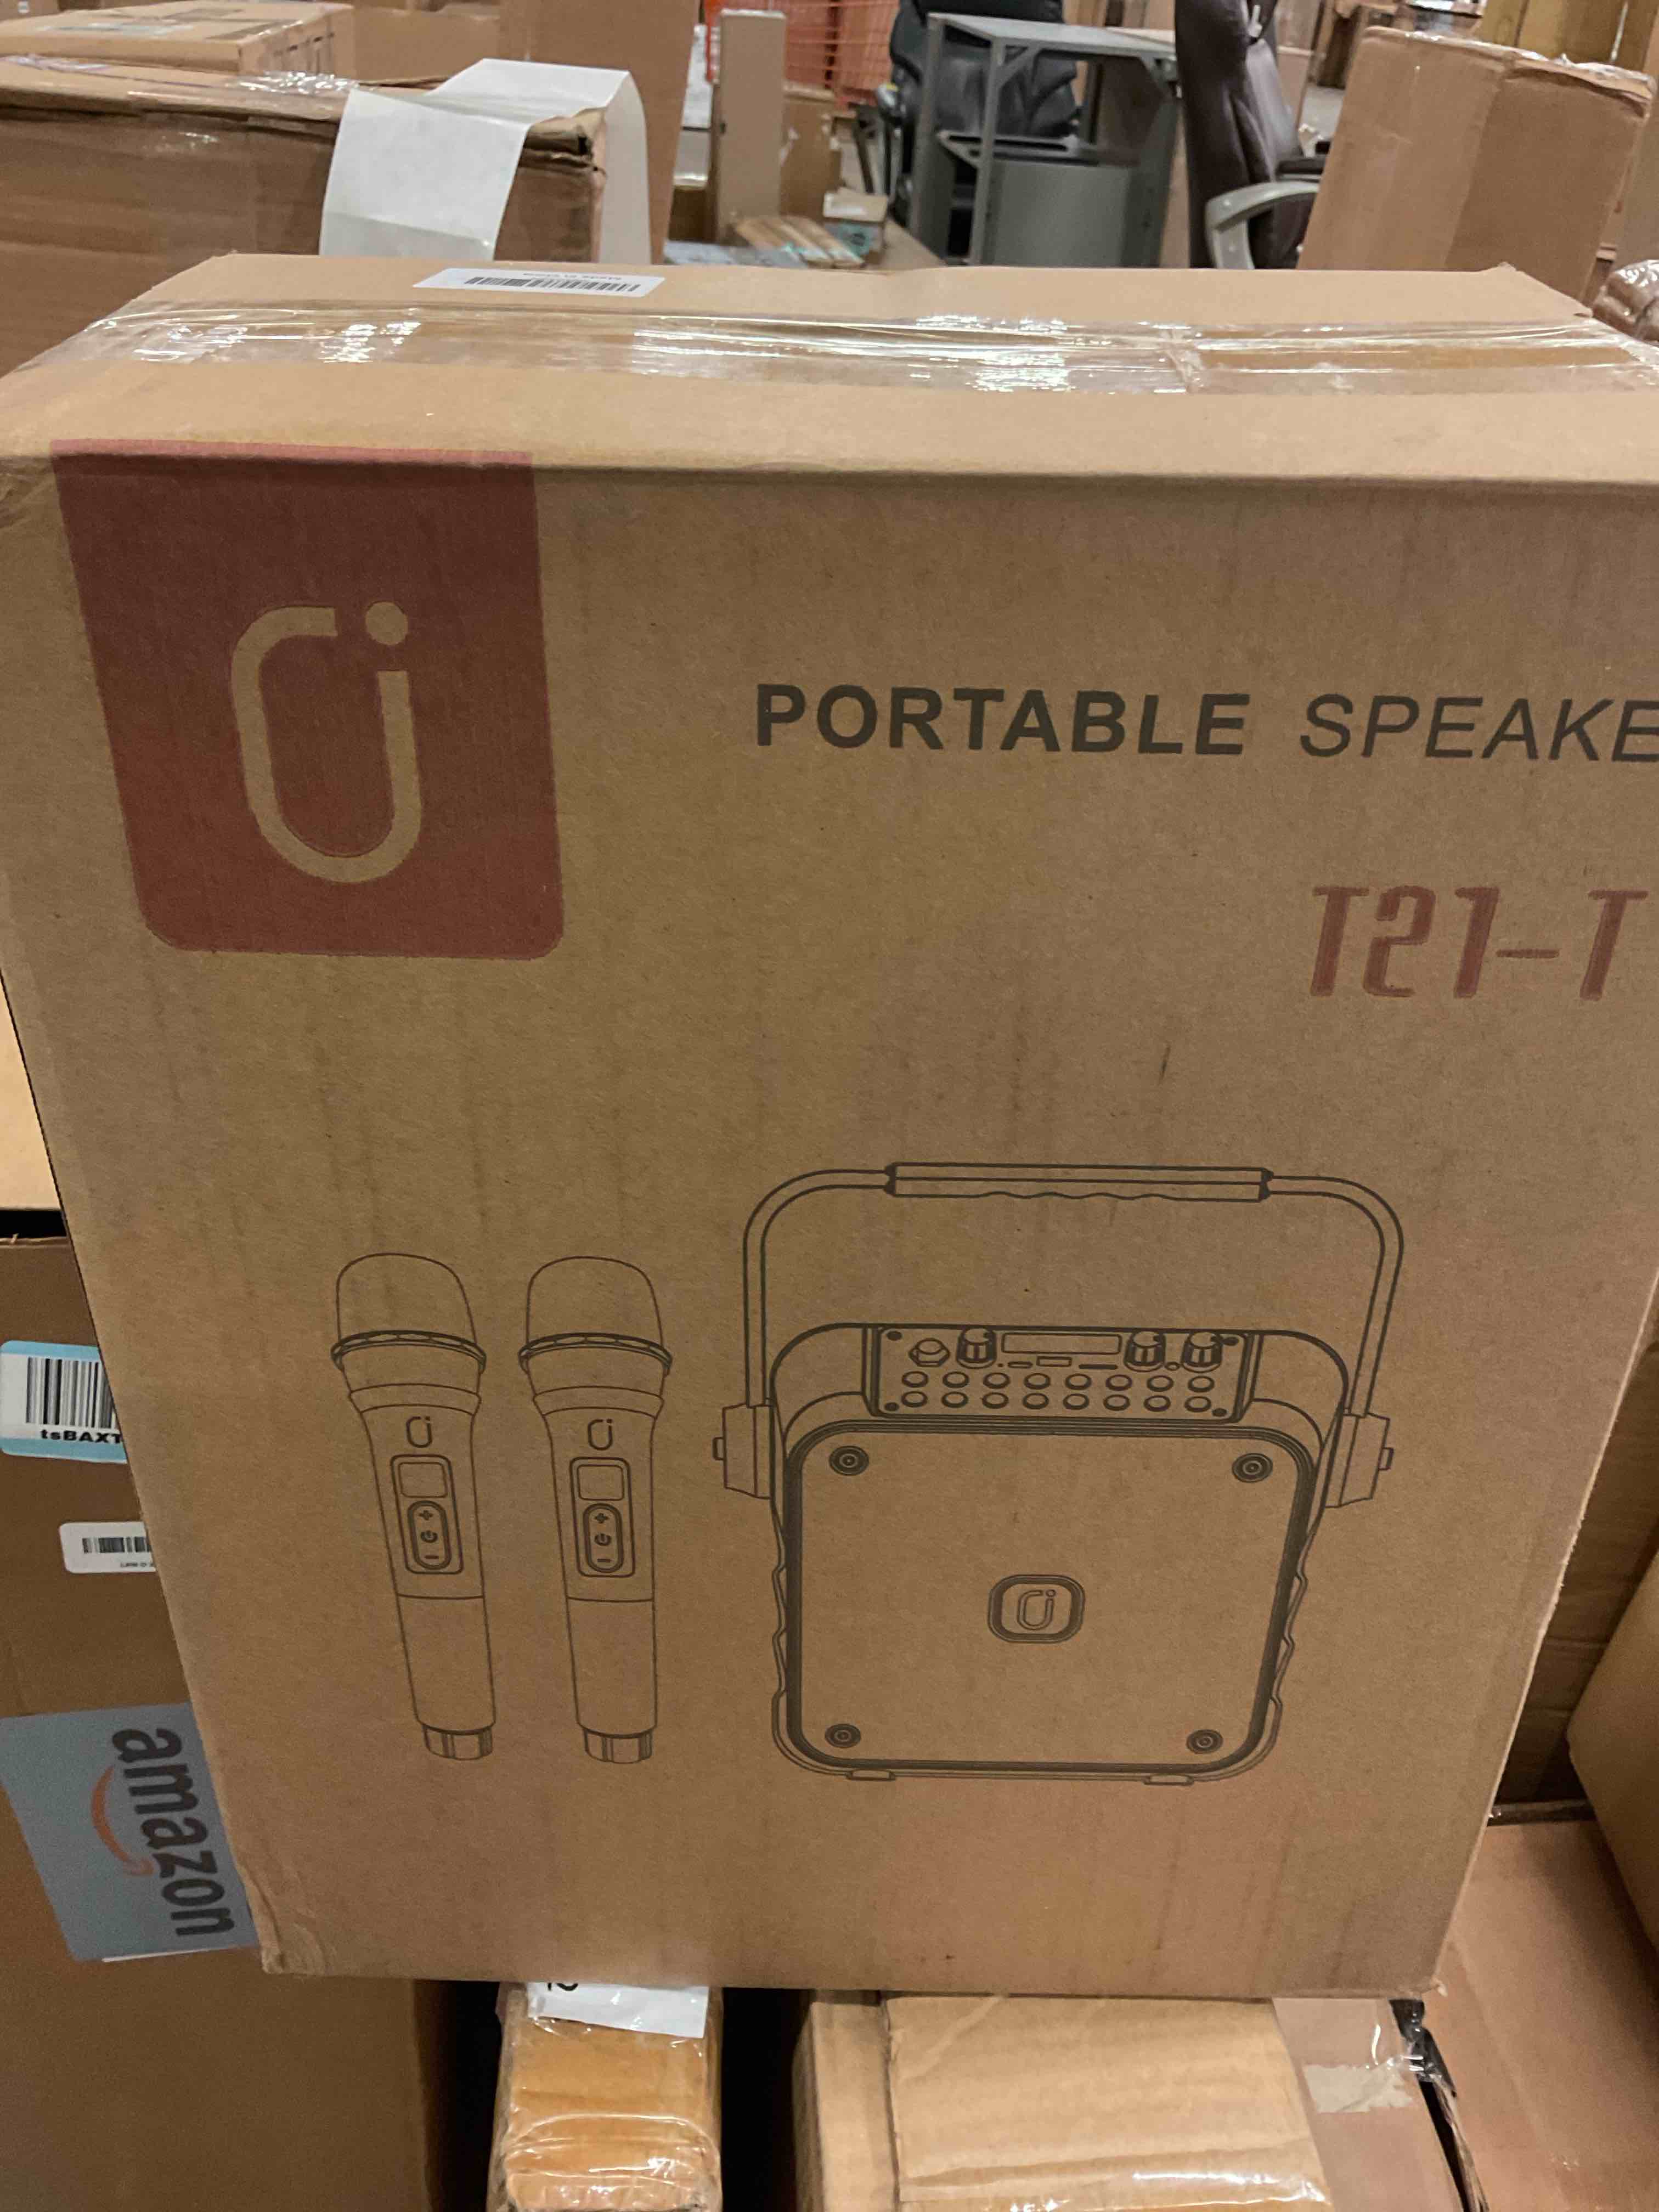 PORTABLE SPEAKE
T21-T
tsBAXT
amazon